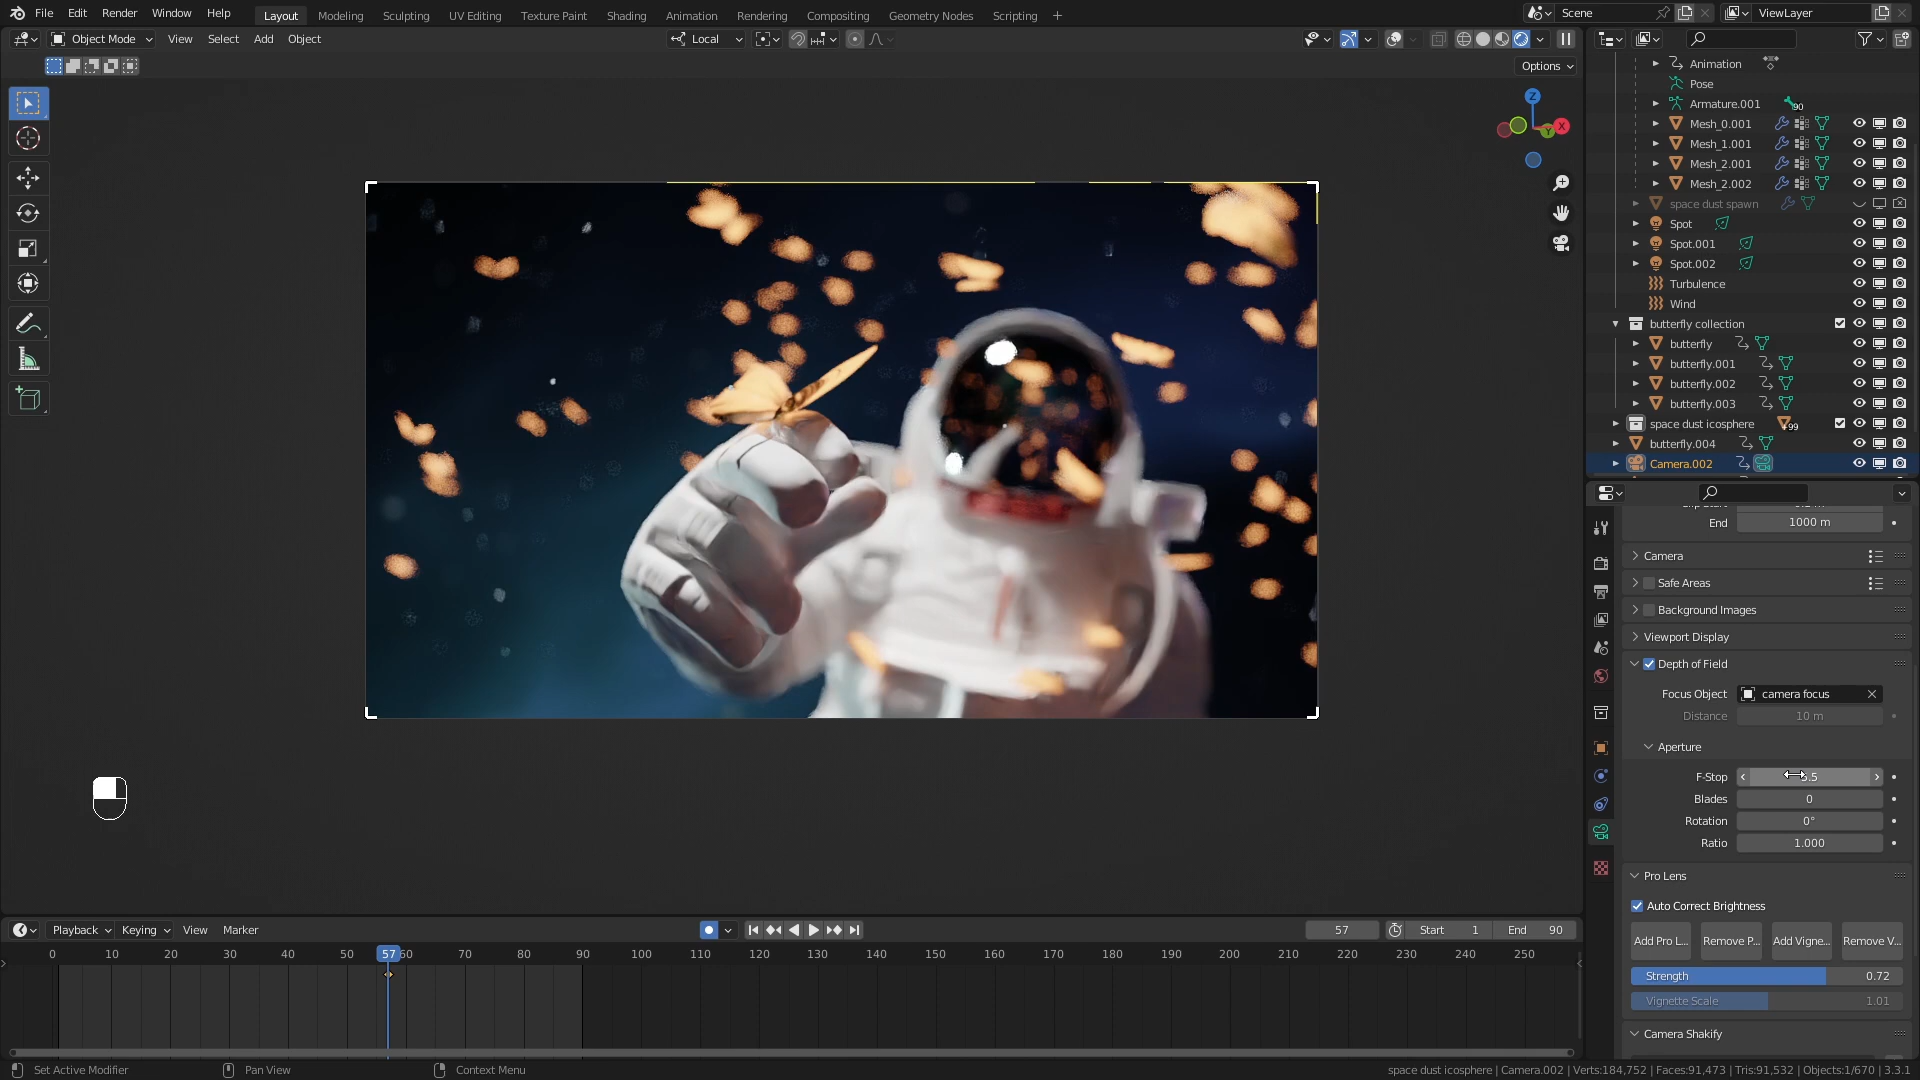 File Edit Render Window Help Layout Modeling Sculpting UV Editing Texture Paint Shading Animation Rendering Compositing Geometry Nodes Scripting + Scene ViewLayer
Object Mode View Select Add Object Local
Options
Z
X
Y
Animation
Pose
Armature.001 90
Mesh_0.001
Mesh_1.001
Mesh_2.001
Mesh_2.002
space dust spawn
Spot
Spot.001
Spot.002
Turbulence
Wind
butterfly collection
butterfly
butterfly.001
butterfly.002
butterfly.003
space dust icosphere +99
butterfly.004
Camera.002
End 1000 m
Camera
Safe Areas
Background Images
Viewport Display
Depth of Field
Focus Object camera focus
Distance 10 m
Aperture
F-Stop
Blades 0
Rotation 0°
Ratio 1.000
Pro Lens
Auto Correct Brightness
Add Pro L... Remove P... Add Vigne... Remove V...
Strength 0.72
Vignette Scale 1.01
Camera Shakify
Playback Keying View Marker 57 Start 1 End 90
0 10 20 30 40 50 57 60 70 80 90 100 110 120 130 140 150 160 170 180 190 200 210 220 230 240 250
Set Active Modifier Pan View Context Menu space dust icosphere | Camera.002 | Verts:184,752 | Faces:91,473 | Tris:91,532 | Objects:1/670 | 3.3.1